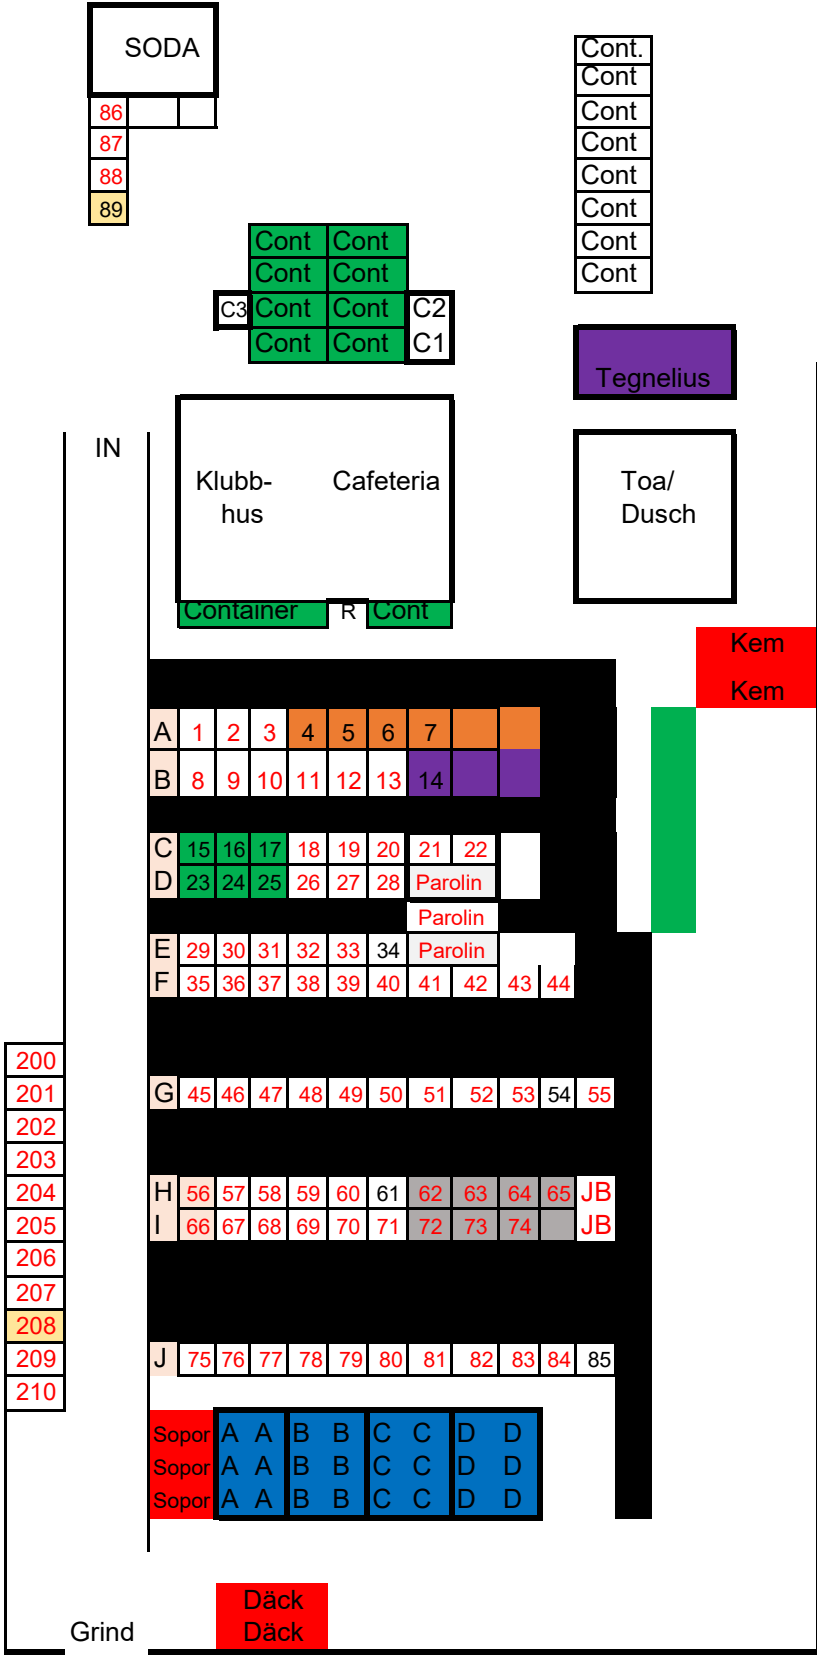 SODA
Cont.
Cont
86
Cont
87
Cont
88
Cont
89
Cont
Cont Cont
Cont
Cont Cont
Cont
C3 Cont Cont C2
Cont Cont C1
Tegnelius
IN
Klubb- Cafeteria
hus
Toa/
Dusch
Container R Cont
Kem
Kem
A 1 2 3 4 5 6 7
B 8 9 10 11 12 13 14
C 15 16 17 18 19 20 21 22
D 23 24 25 26 27 28 Parolin
Parolin
E 29 30 31 32 33 34 Parolin
F 35 36 37 38 39 40 41 42 43 44
200
201
G 45 46 47 48 49 50 51 52 53 54 55
202
203
204
H 56 57 58 59 60 61 62 63 64 65 JB
205
I 66 67 68 69 70 71 72 73 74 JB
206
207
208
209
J 75 76 77 78 79 80 81 82 83 84 85
210
Sopor A A B B C C D D
Sopor A A B B C C D D
Sopor A A B B C C D D
Däck
Grind Däck